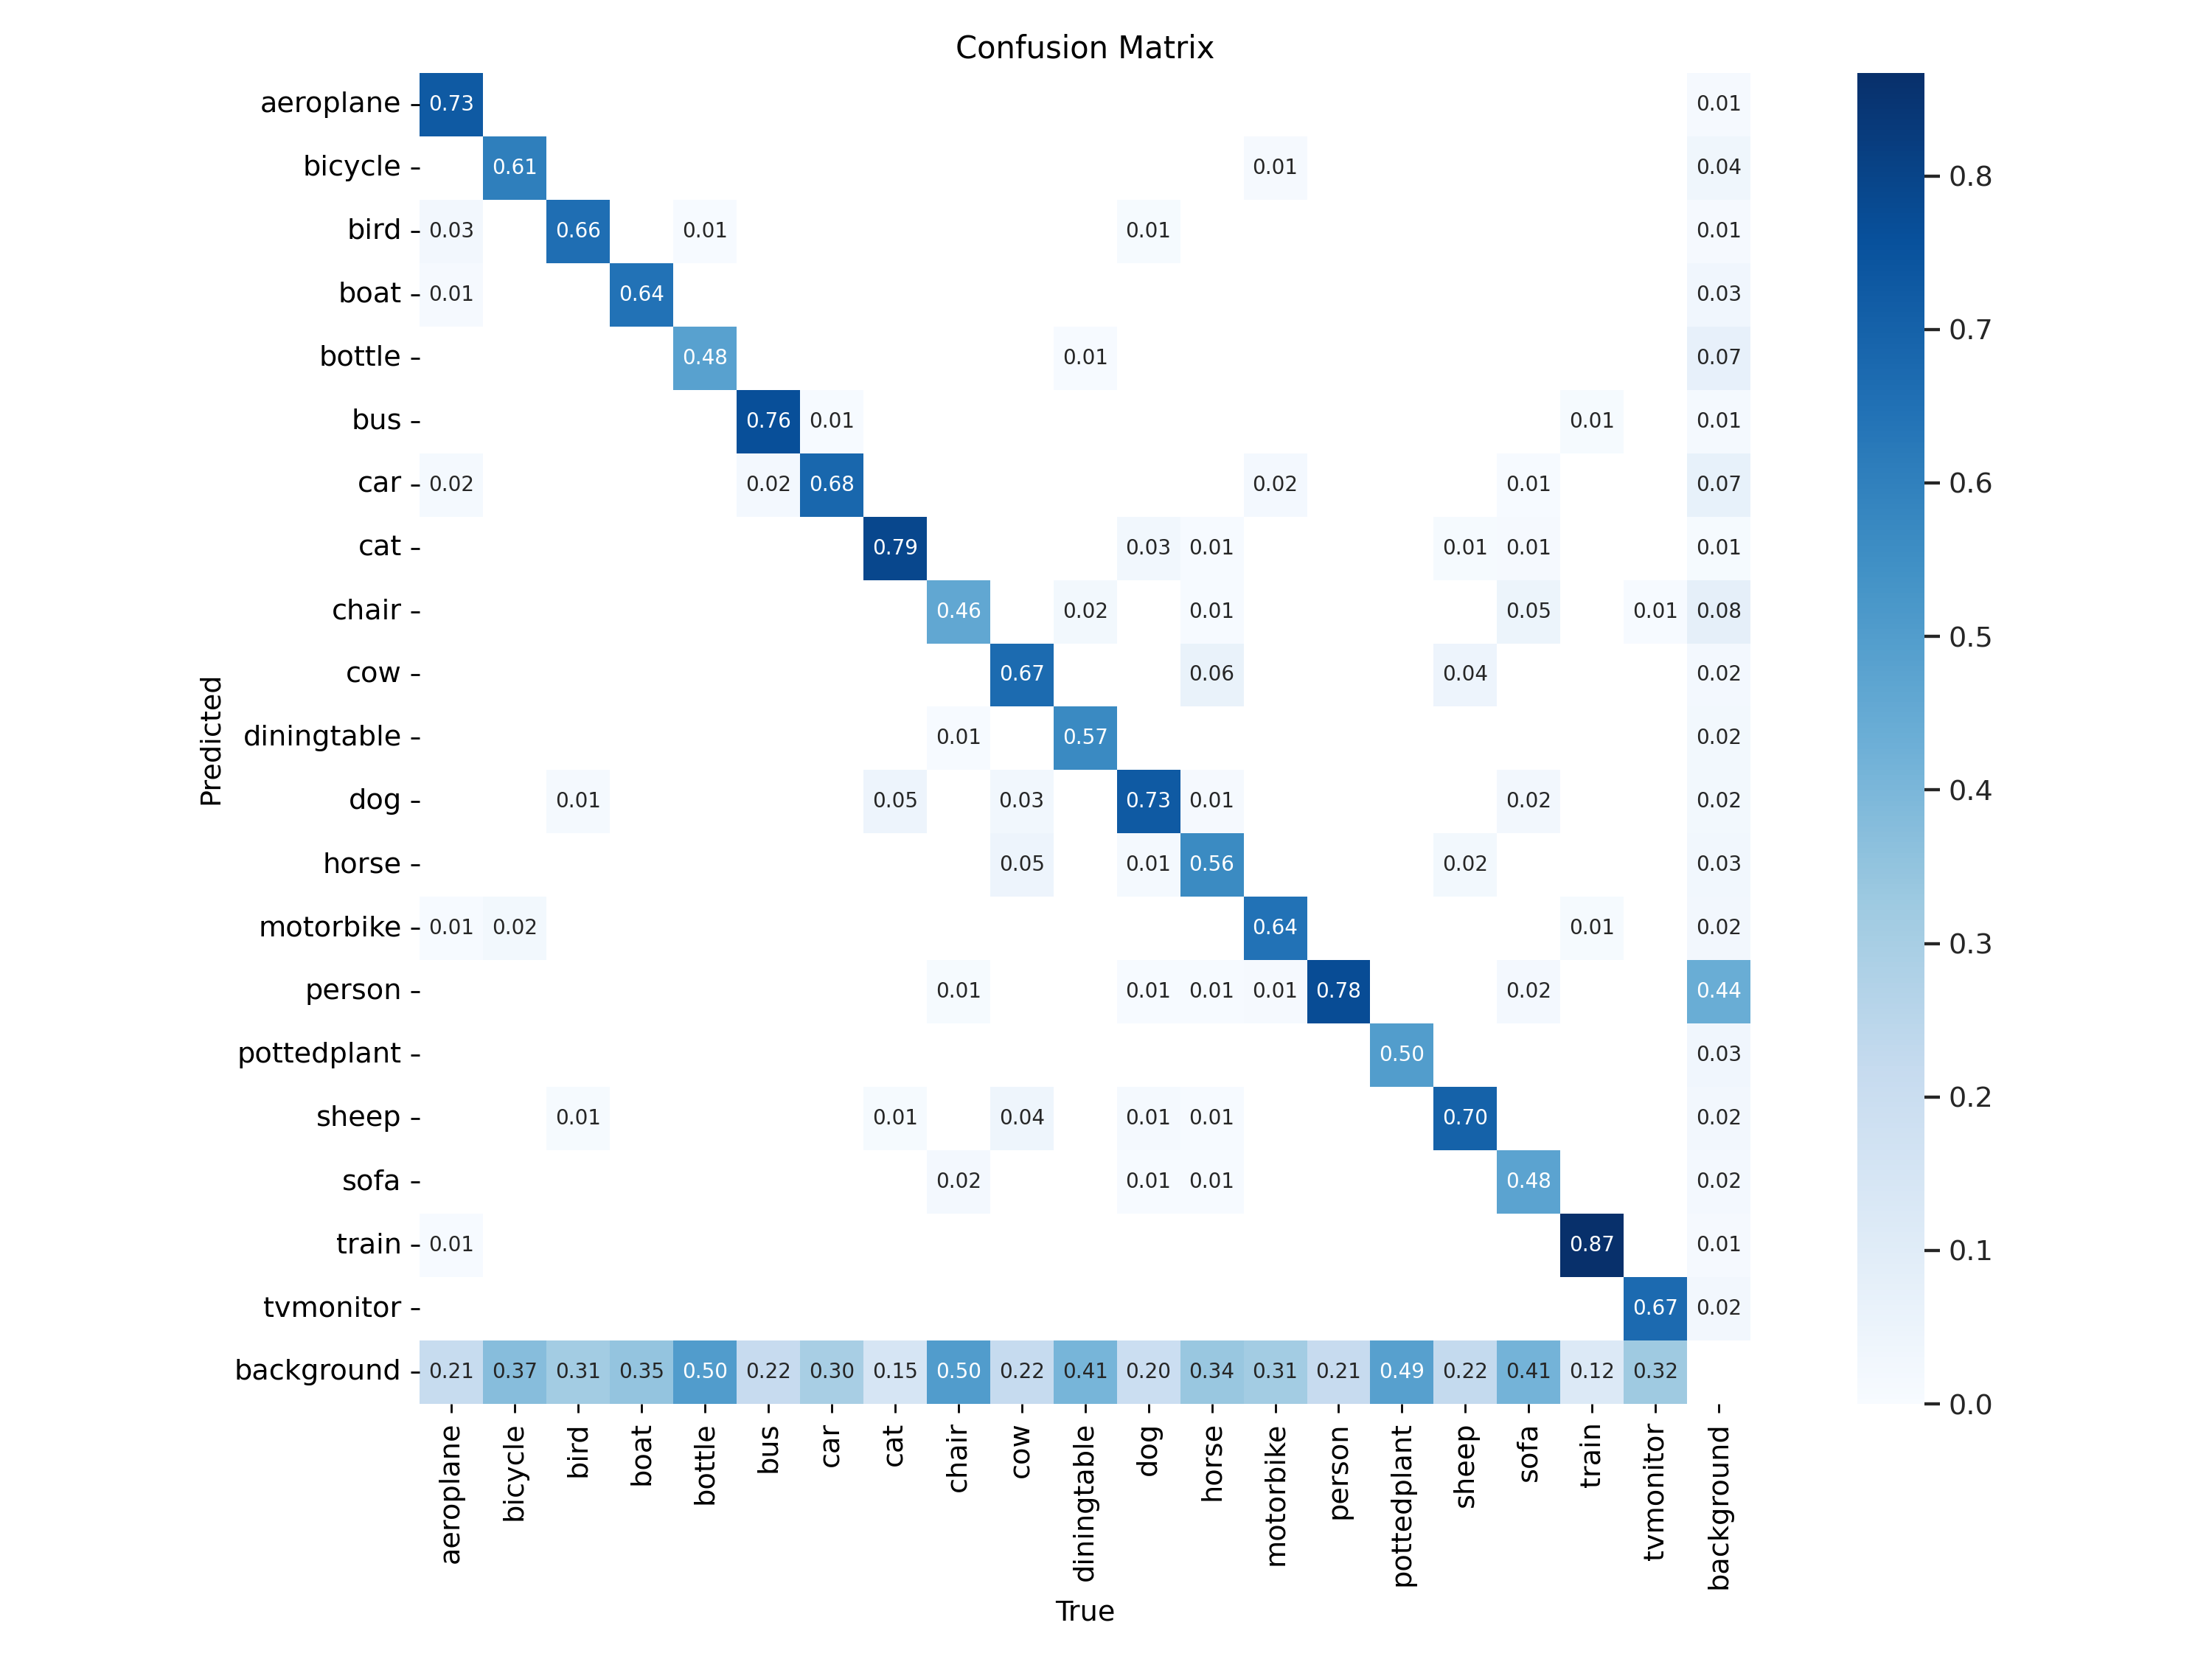 Confusion Matrix
aeroplane 0.73 0.01
bicycle 0.61 0.01 0.04
bird 0.03 0.66 0.01 0.01 0.01
boat 0.01 0.64 0.03
bottle 0.48 0.01 0.07
bus 0.76 0.01 0.01 0.01
car 0.02 0.02 0.68 0.02 0.01 0.07
cat 0.79 0.03 0.01 0.01 0.01 0.01
chair 0.46 0.02 0.01 0.05 0.01 0.08
cow 0.67 0.06 0.04 0.02
diningtable 0.01 0.57 0.02
dog 0.01 0.05 0.03 0.73 0.01 0.02 0.02
horse 0.05 0.01 0.56 0.02 0.03
motorbike 0.01 0.02 0.64 0.01 0.02
person 0.01 0.01 0.01 0.01 0.78 0.02 0.44
pottedplant 0.50 0.03
sheep 0.01 0.01 0.04 0.01 0.01 0.70 0.02
sofa 0.02 0.01 0.01 0.48 0.02
train 0.01 0.87 0.01
tvmonitor 0.67 0.02
background 0.21 0.37 0.31 0.35 0.50 0.22 0.30 0.15 0.50 0.22 0.41 0.20 0.34 0.31 0.21 0.49 0.22 0.41 0.12 0.32
Predicted
aeroplane bicycle bird boat bottle bus car cat chair cow diningtable dog horse motorbike person pottedplant sheep sofa train tvmonitor background
True
0.8
0.7
0.6
0.5
0.4
0.3
0.2
0.1
0.0